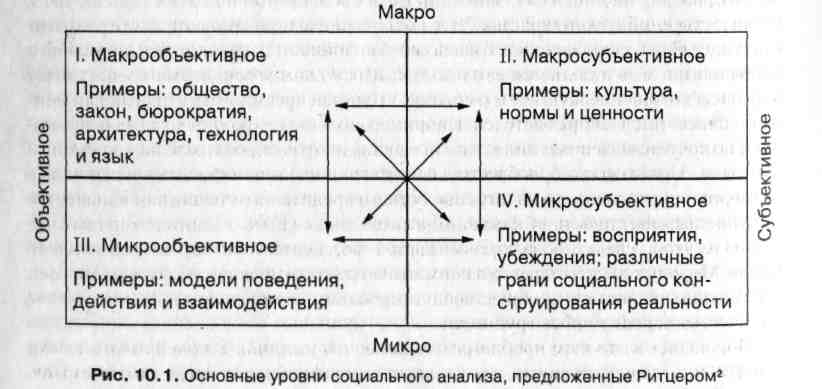 Макро
I. Макрообъективное
Примеры: общество,
закон, бюрократия,
архитектура, технология
и язык
II. Макросубъективное
Примеры: культура,
нормы и ценности
Объективное
Субъективное
III. Микрообъективное
Примеры: модели поведения,
действия и взаимодействия
IV. Микросубъективное
Примеры: восприятия,
убеждения; различные
грани социального кон-
струирования реальности
Микро
Рис. 10.1. Основные уровни социального анализа, предложенные Ритцером²